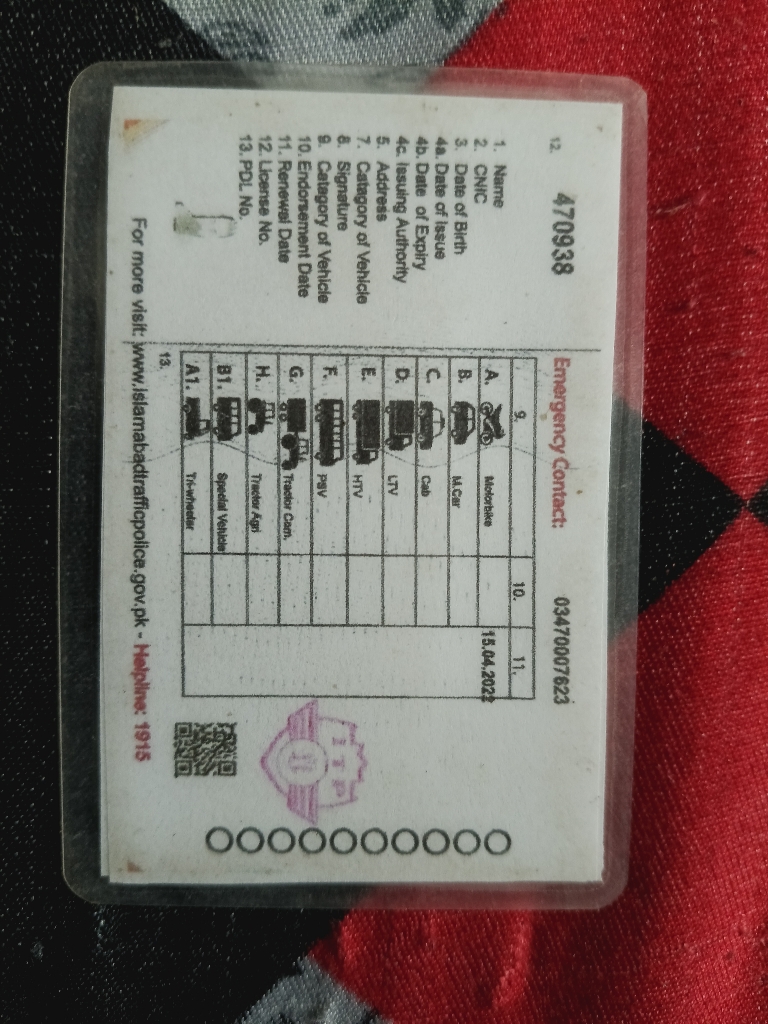 12. 470938
Emergency Contact: 03470007623
1. Name
2. CNIC
3. Date of Birth
4a. Date of Issue
4b. Date of Expiry
4c. Issuing Authority
5. Address
7. Catagory of Vehicle
8. Signature
9. Catagory of Vehicle
10. Endorsement Date
11. Renewal Date
12. License No.
13. PDL No.
9. 10. 11.
A. Motorbike 15.04.2022
B. M.Car
C. Cab
D. LTV
E. HTV
F. PSV
G. Tractor Com.
H. Tractor Agri
B1. Special Vehicle
A1. Tri-wheeler
13.
ITP
For more visit: www.islamabadtrafficpolice.gov.pk - Helpline: 1915